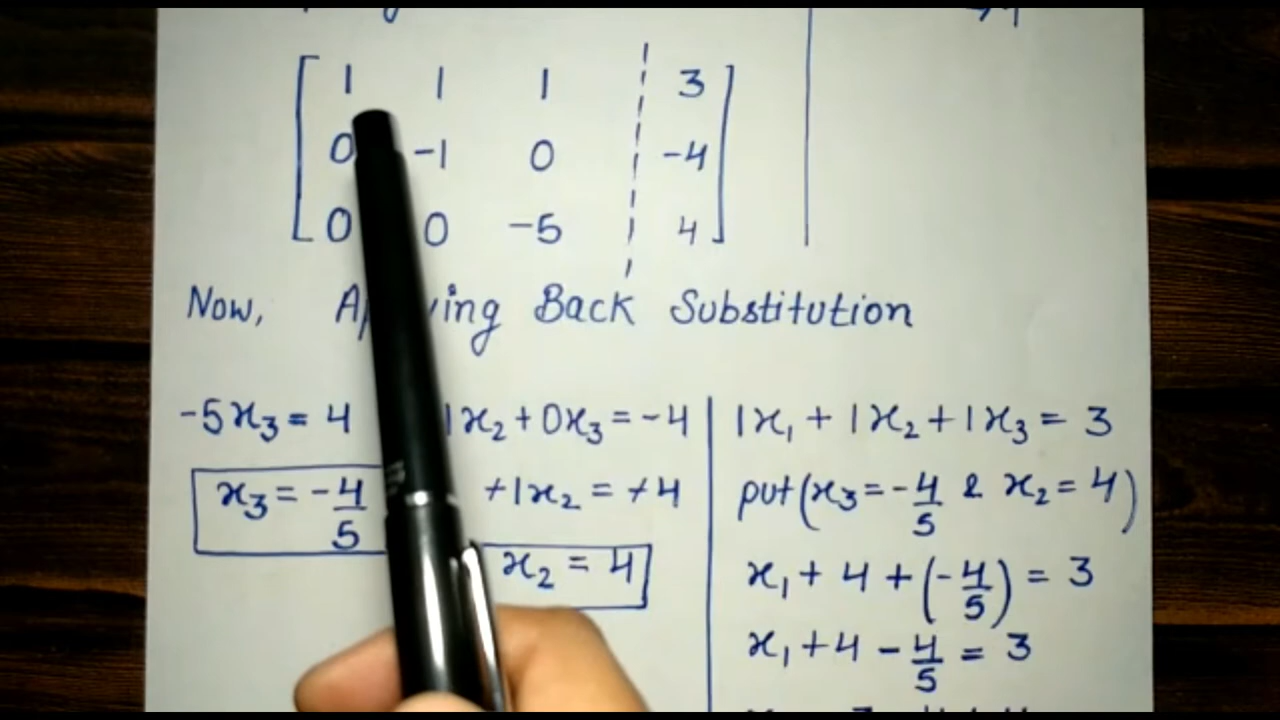 1 1 1 3
0 -1 0 -4
0 0 -5 4
Now, Back Substitution
-5x₃ = 4
1x₂ + 0x₃ = -4
x₃ = -4/5
+1x₂ = +4
x₂ = 4
1x₁ + 1x₂ + 1x₃ = 3
put (x₃ = -4/5 & x₂ = 4)
x₁ + 4 + (-4/5) = 3
x₁ + 4 - 4/5 = 3